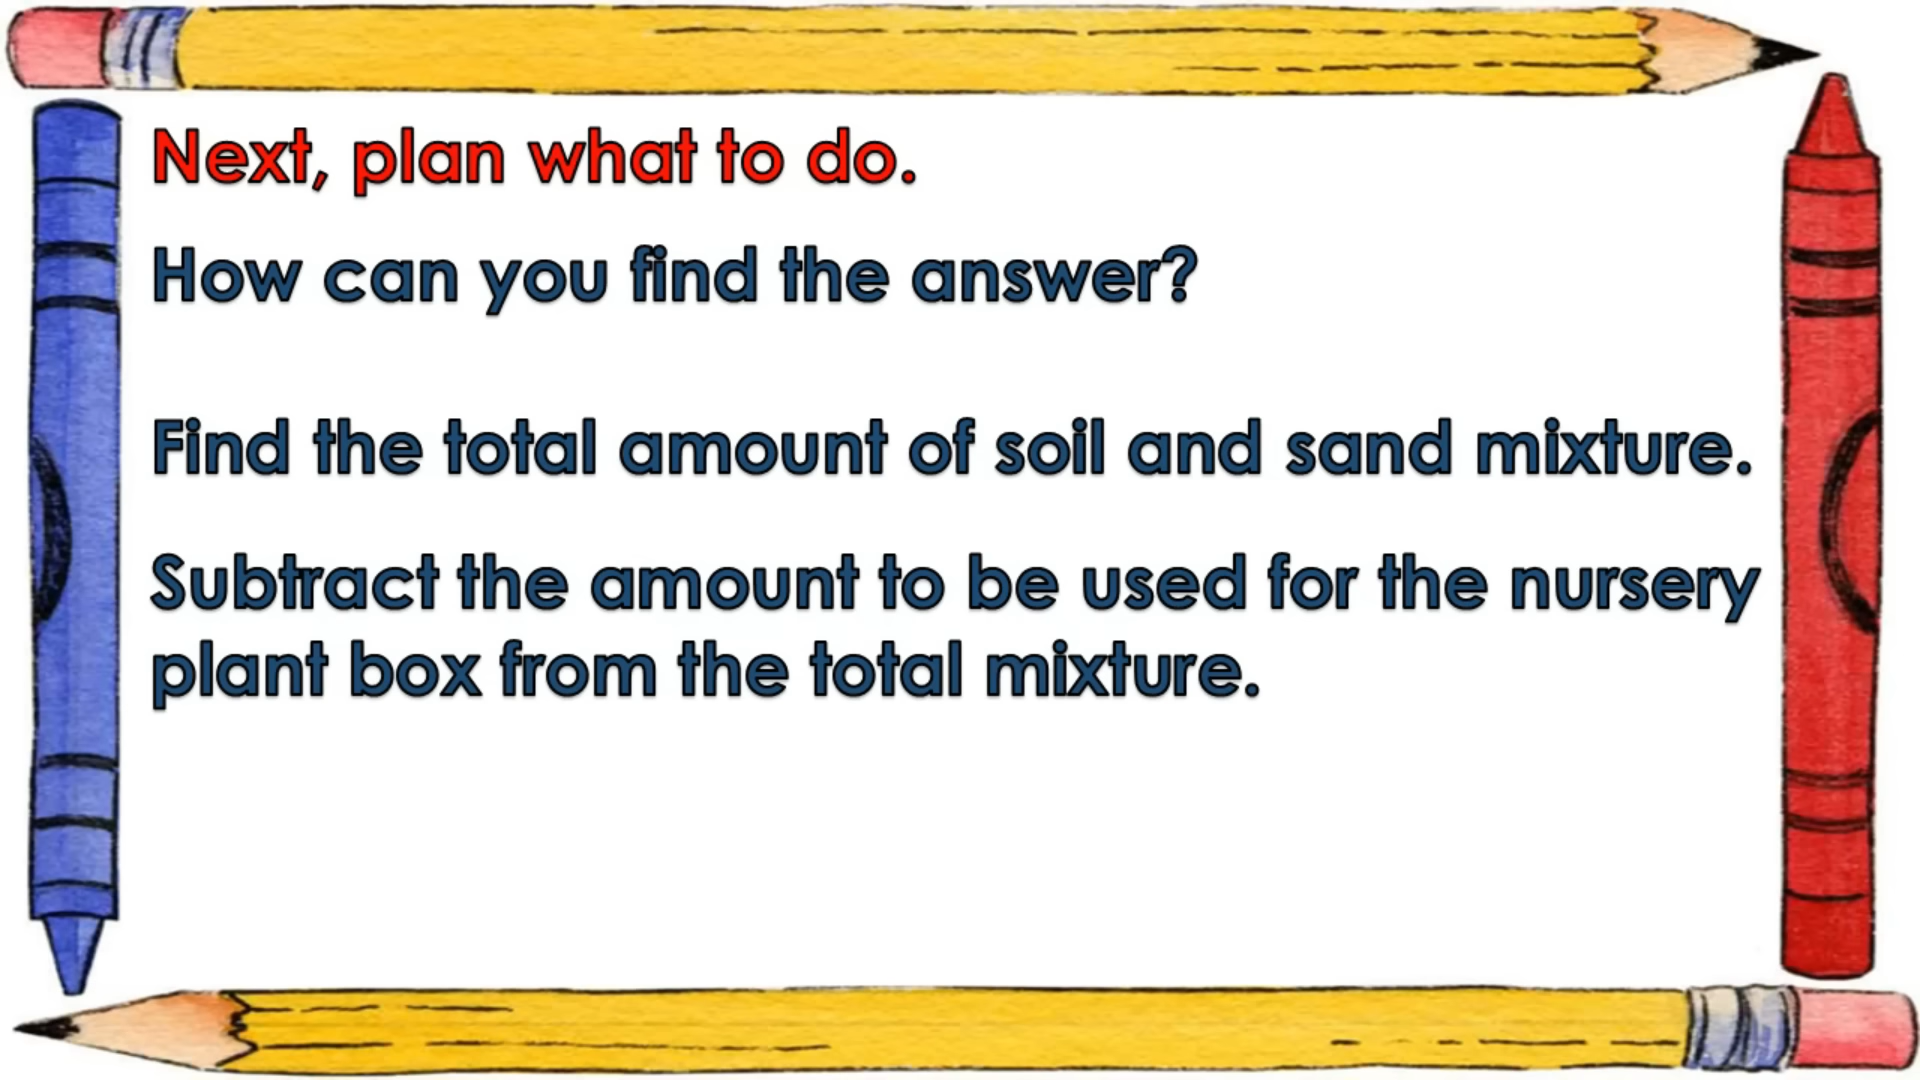 Next, plan what to do.
How can you find the answer?
Find the total amount of soil and sand mixture.
Subtract the amount to be used for the nursery
plant box from the total mixture.